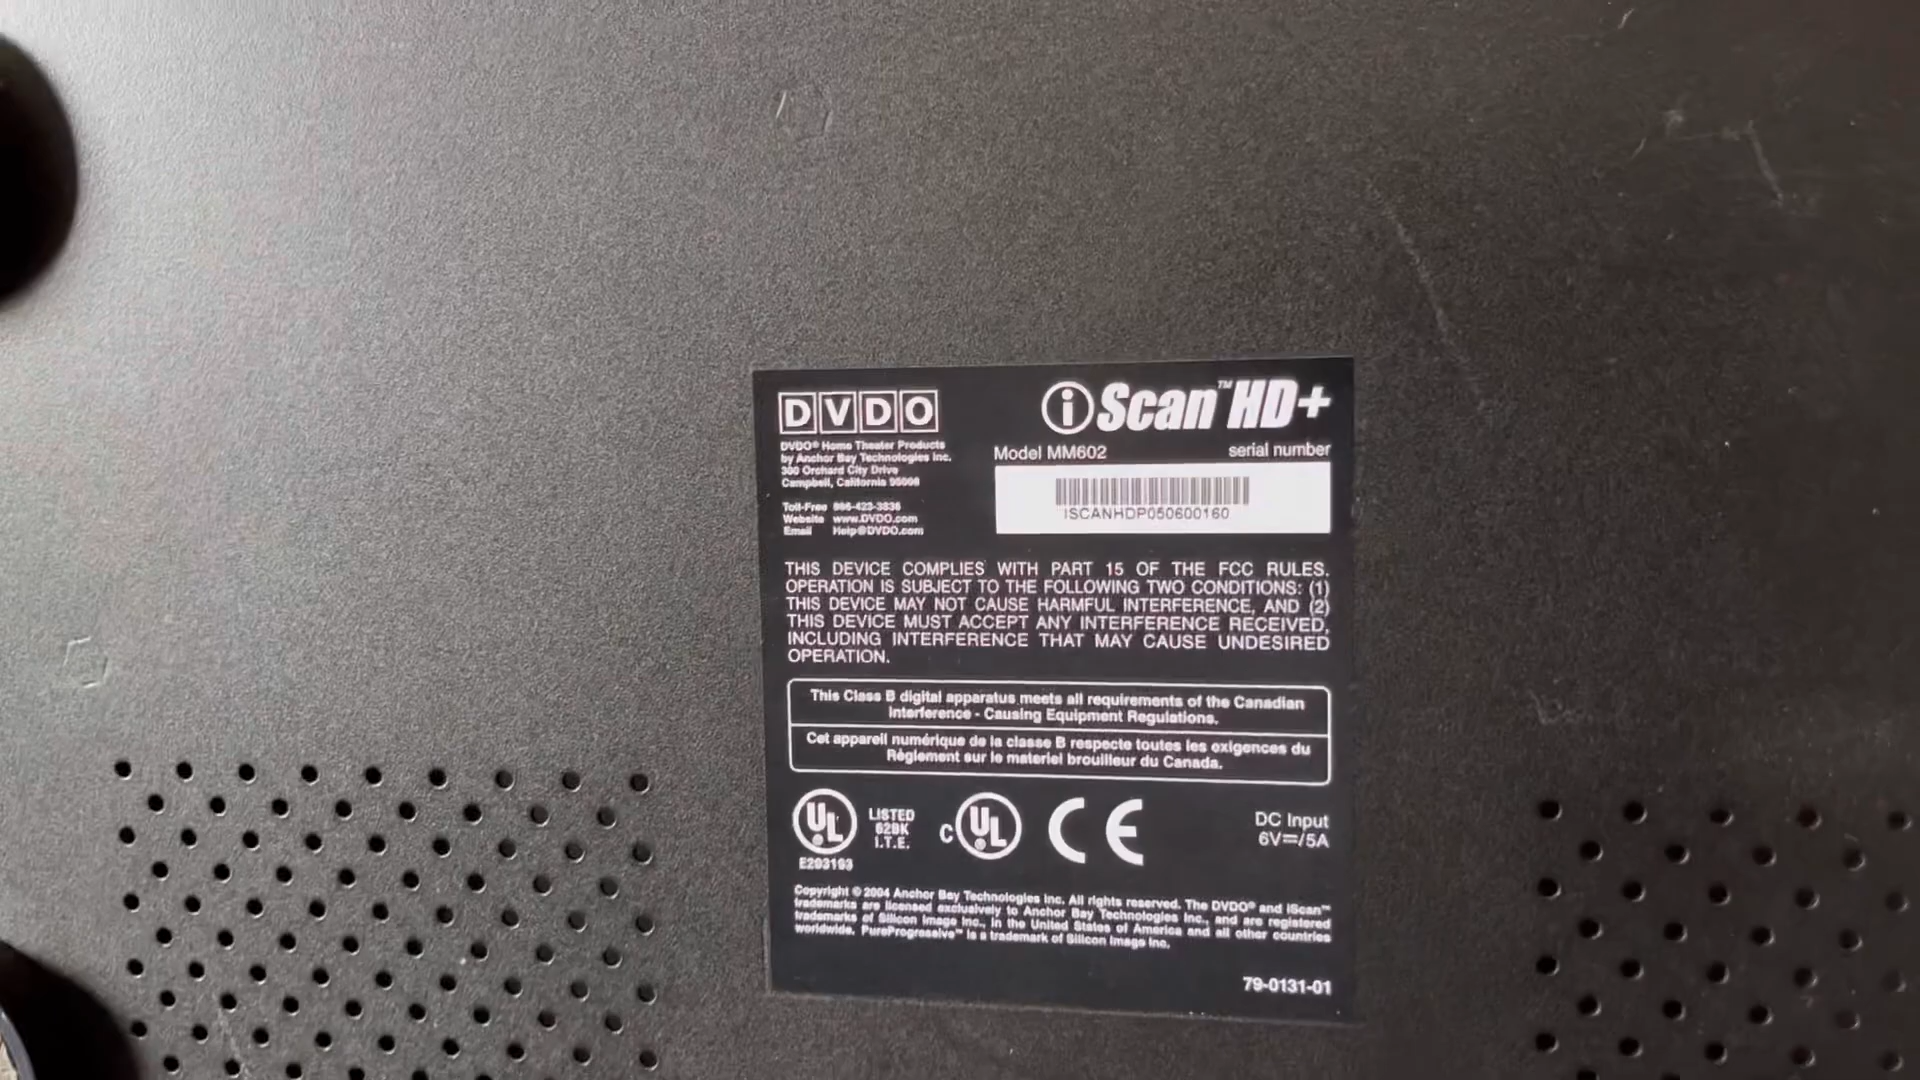 DVDO
DVDO® Home Theater Products
by Anchor Bay Technologies Inc.
300 Orchard City Drive
Campbell, California 95008
Toll-Free 866-423-3836
Website www.DVDO.com
Email Help@DVDO.com
iScan™HD+
Model MM602 serial number
ISCANHDP050600160
THIS DEVICE COMPLIES WITH PART 15 OF THE FCC RULES.
OPERATION IS SUBJECT TO THE FOLLOWING TWO CONDITIONS: (1)
THIS DEVICE MAY NOT CAUSE HARMFUL INTERFERENCE, AND (2)
THIS DEVICE MUST ACCEPT ANY INTERFERENCE RECEIVED,
INCLUDING INTERFERENCE THAT MAY CAUSE UNDESIRED
OPERATION.
This Class B digital apparatus meets all requirements of the Canadian
Interference - Causing Equipment Regulations.
Cet appareil numérique de la classe B respecte toutes les exigences du
Règlement sur le materiel brouilleur du Canada.
UL
LISTED
62BK
I.T.E.
E203193
C UL
CE
DC Input
6V⎓/5A
Copyright © 2004 Anchor Bay Technologies Inc. All rights reserved. The DVDO® and iScan™
trademarks are licensed exclusively to Anchor Bay Technologies Inc., and are registered
trademarks of Silicon Image Inc., in the United States of America and all other countries
worldwide. PureProgressive™ is a trademark of Silicon Image Inc.
79-0131-01